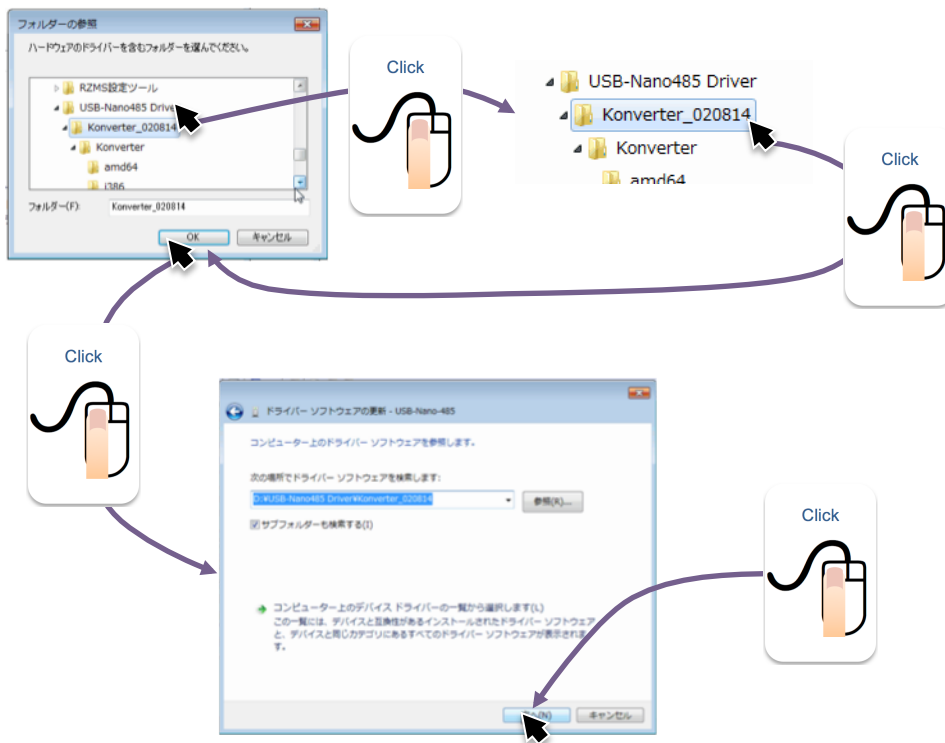 フォルダーの参照
ハードウェアのドライバーを含むフォルダーを選んでください。
RZMS設定ツール
USB-Nano485 Drive
Konverter_020814
Konverter
amd64
i386
フォルダー(F):
Konverter_020814
OK
キャンセル
Click
USB-Nano485 Driver
Konverter_020814
Konverter
amd64
Click
Click
ドライバー ソフトウェアの更新 - USB-Nano-485
コンピューター上のドライバー ソフトウェアを参照します。
次の場所でドライバー ソフトウェアを検索します:
D:¥USB-Nano485 Driver¥Konverter_020814
参照(R)...
サブフォルダーも検索する(I)
コンピューター上のデバイス ドライバーの一覧から選択します(L)
この一覧には、デバイスと互換性があるインストールされたドライバー ソフトウェア
と、デバイスと同じカテゴリにあるすべてのドライバー ソフトウェアが表示されま
す。
(N)
キャンセル
Click